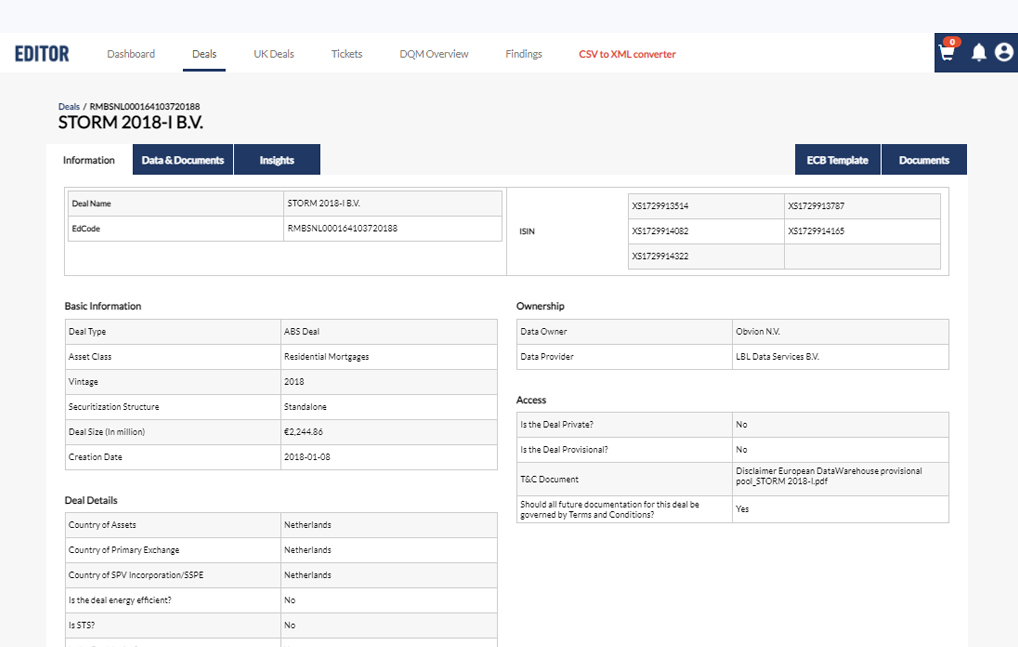 EDITOR
Dashboard
Deals
UK Deals
Tickets
DQM Overview
Findings
CSV to XML converter
0
Deals / RMBSNL000164103720188
STORM 2018-I B.V.
Information
Data & Documents
Insights
ECB Template
Documents
Deal Name STORM 2018-I B.V.
EdCode RMBSNL000164103720188
ISIN
XS1729913514 XS1729913787
XS1729914082 XS1729914165
XS1729914322
Basic Information
Deal Type ABS Deal
Asset Class Residential Mortgages
Vintage 2018
Securitization Structure Standalone
Deal Size (In million) €2,244.86
Creation Date 2018-01-08
Deal Details
Country of Assets Netherlands
Country of Primary Exchange Netherlands
Country of SPV Incorporation/SSPE Netherlands
Is the deal energy efficient? No
Is STS? No
Ownership
Data Owner Obvion N.V.
Data Provider LBL Data Services B.V.
Access
Is the Deal Private? No
Is the Deal Provisional? No
T&C Document
Disclaimer European DataWarehouse provisional
pool_STORM 2018-I.pdf
Should all future documentation for this deal be
governed by Terms and Conditions?
Yes